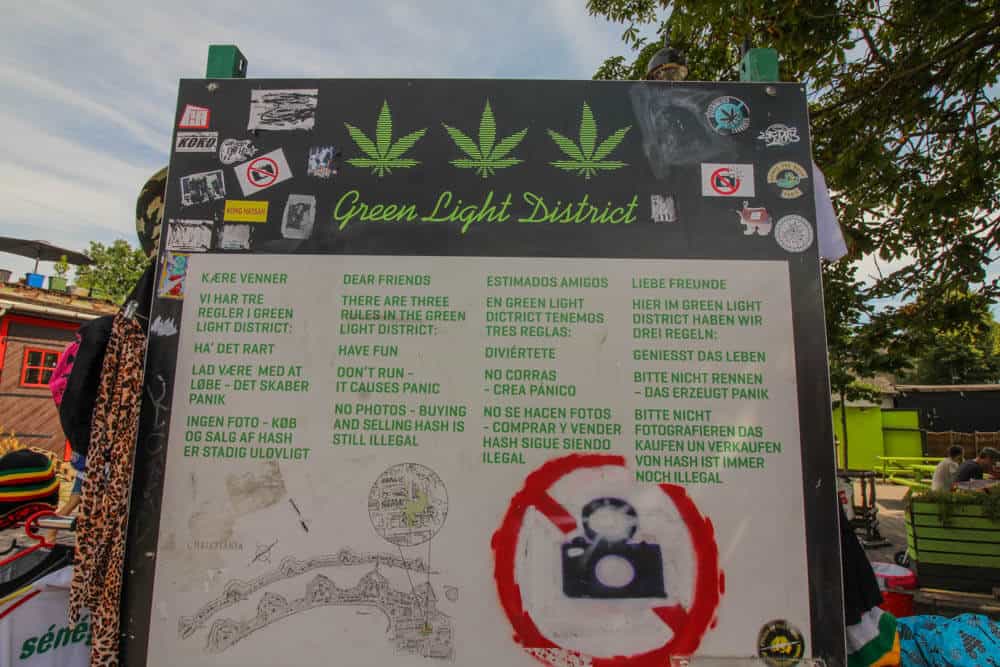 KOKO
KUNG HASSAN
Green Light District
KÆRE VENNER
VI HAR TRE
REGLER I GREEN
LIGHT DISTRICT:
HA' DET RART
LAD VÆRE MED AT
LØBE - DET SKABER
PANIK
INGEN FOTO - KØB
OG SALG AF HASH
ER STADIG ULOVLIGT
DEAR FRIENDS
THERE ARE THREE
RULES IN THE GREEN
LIGHT DISTRICT:
HAVE FUN
DON'T RUN –
IT CAUSES PANIC
NO PHOTOS - BUYING
AND SELLING HASH IS
STILL ILLEGAL
ESTIMADOS AMIGOS
EN GREEN LIGHT
DICTRICT TENEMOS
TRES REGLAS:
DIVIÉRTETE
NO CORRAS
- CREA PÁNICO
NO SE HACEN FOTOS
- COMPRAR Y VENDER
HASH SIGUE SIENDO
ILEGAL
LIEBE FREUNDE
HIER IM GREEN LIGHT
DISTRICT HABEN WIR
DREI REGELN:
GENIESST DAS LEBEN
BITTE NICHT RENNEN
– DAS ERZEUGT PANIK
BITTE NICHT
FOTOGRAFIEREN DAS
KAUFEN UN VERKAUFEN
VON HASH IST IMMER
NOCH ILLEGAL
CHRISTIANIA
sénég